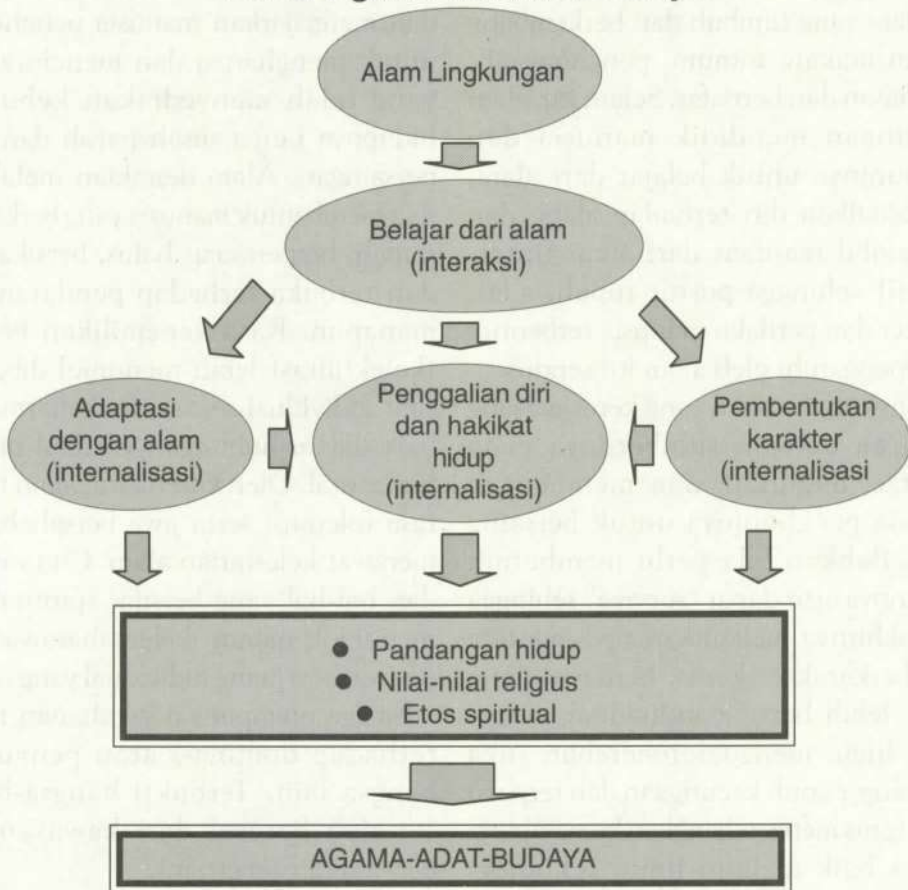 Alam Lingkungan
Belajar dari alam
(interaksi)
Adaptasi
dengan alam
(internalisasi)
Penggalian diri
dan hakikat
hidup
(internalisasi)
Pembentukan
karakter
(internalisasi
● Pandangan hidup
● Nilai-nilai religius
● Etos spiritual
AGAMA-ADAT-BUDAYA